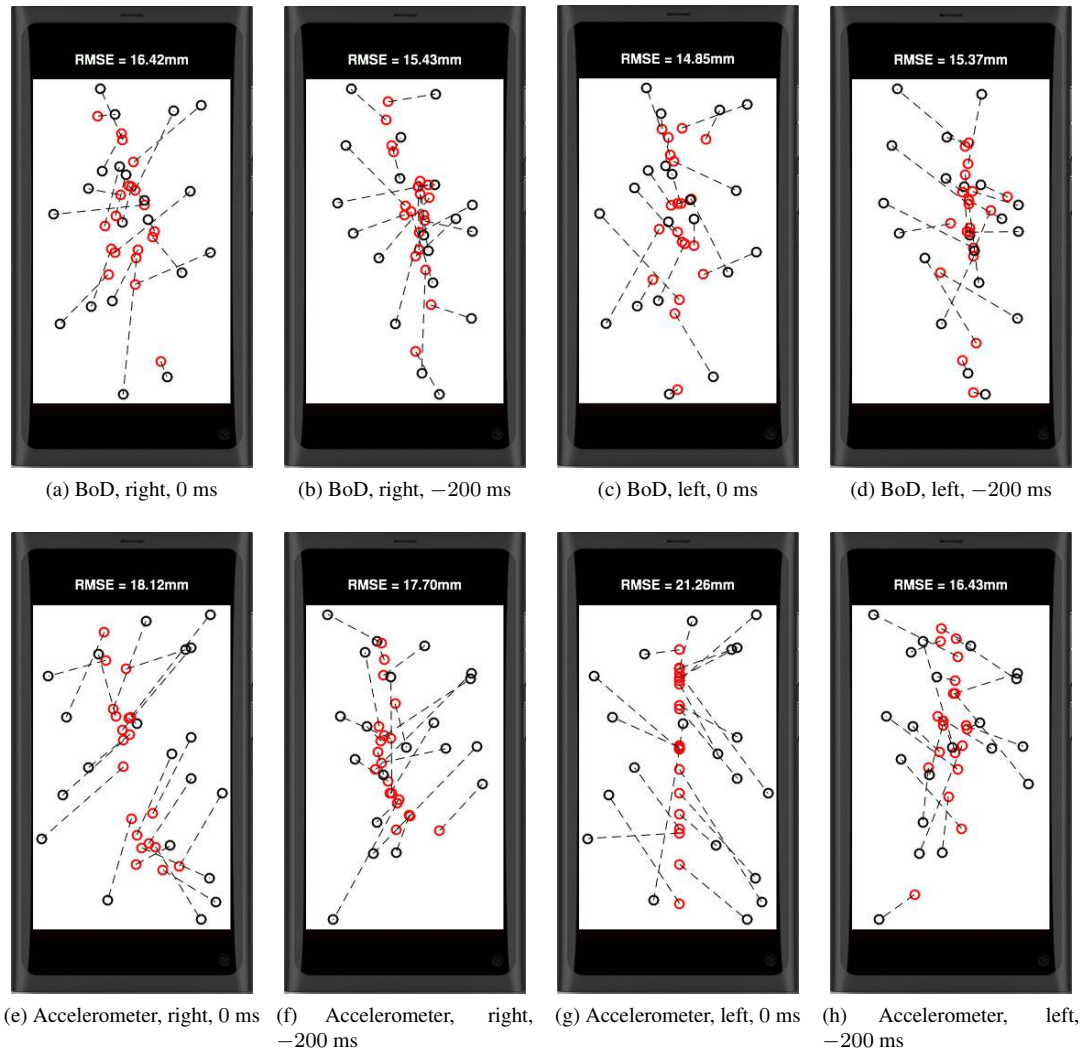 RMSE = 16.42mm
RMSE = 15.43mm
RMSE = 14.85mm
RMSE = 15.37mm
(a) BoD, right, 0 ms
(b) BoD, right, −200 ms
(c) BoD, left, 0 ms
(d) BoD, left, −200 ms
RMSE = 18.12mm
RMSE = 17.70mm
RMSE = 21.26mm
RMSE = 16.43mm
(e) Accelerometer, right, 0 ms
(f) Accelerometer, right,
−200 ms
(g) Accelerometer, left, 0 ms
(h) Accelerometer, left,
−200 ms